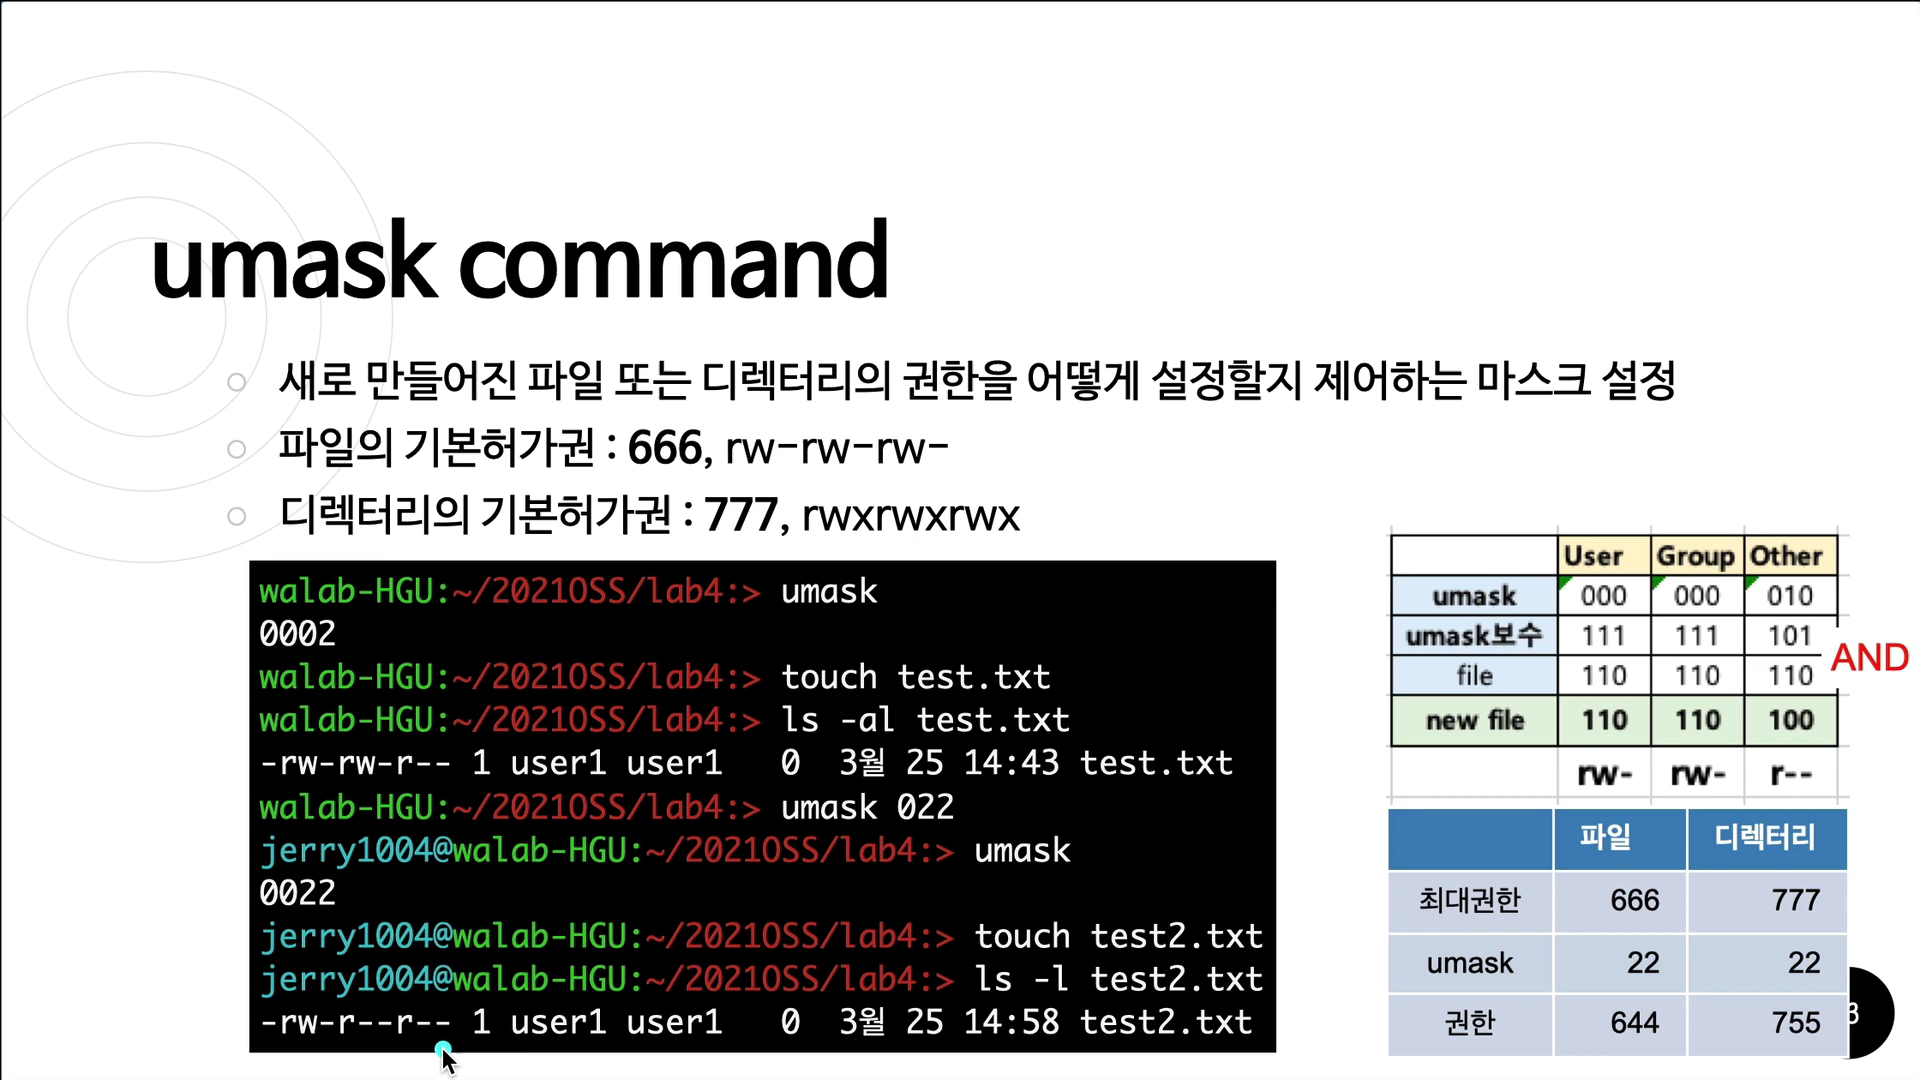 umask command
새로 만들어진 파일 또는 디렉터리의 권한을 어떻게 설정할지 제어하는 마스크 설정
파일의 기본허가권 : 666, rw-rw-rw-
디렉터리의 기본허가권 : 777, rwxrwxrwx
walab-HGU:~/2021OSS/lab4:> umask
0002
walab-HGU:~/2021OSS/lab4:> touch test.txt
walab-HGU:~/2021OSS/lab4:> ls -al test.txt
-rw-rw-r-- 1 user1 user1 0 3월 25 14:43 test.txt
walab-HGU:~/2021OSS/lab4:> umask 022
jerry1004@walab-HGU:~/2021OSS/lab4:> umask
0022
jerry1004@walab-HGU:~/2021OSS/lab4:> touch test2.txt
jerry1004@walab-HGU:~/2021OSS/lab4:> ls -l test2.txt
-rw-r--r-- 1 user1 user1 0 3월 25 14:58 test2.txt
User Group Other
umask 000 000 010
umask보수 111 111 101
AND
file 110 110 110
new file 110 110 100
rw- rw- r--
파일 디렉터리
최대권한 666 777
umask 22 22
권한 644 755